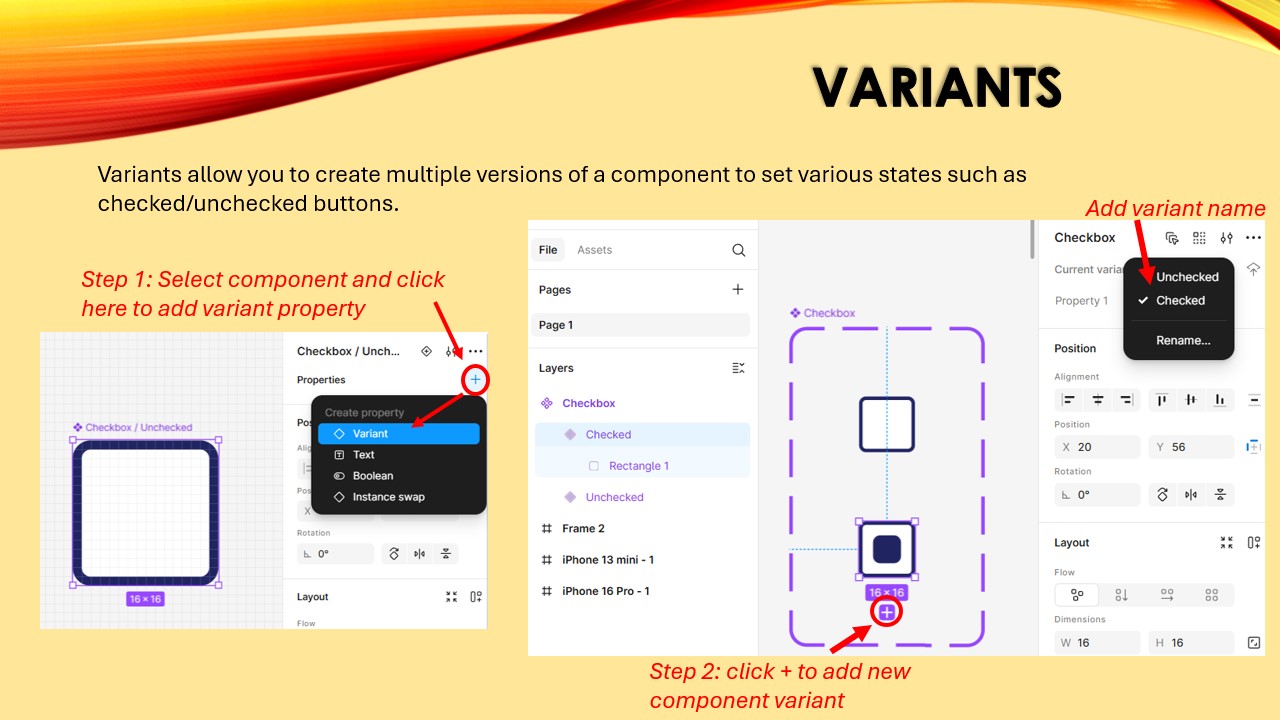 VARIANTS
Variants allow you to create multiple versions of a component to set various states such as
checked/unchecked buttons.
Step 1: Select component and click
here to add variant property
Checkbox / Unch...
Properties
Create property
Variant
Text
Boolean
Instance swap
Pos
Alig
Pos
X
Rotation
0°
Layout
Flow
Checkbox / Unchecked
16 × 16
Add variant name
File Assets
Pages
Page 1
Layers
Checkbox
Checked
Rectangle 1
Unchecked
Frame 2
iPhone 13 mini - 1
iPhone 16 Pro - 1
Checkbox
16 × 16
Checkbox
Current varia
Property 1
Unchecked
Checked
Rename...
Position
Alignment
Position
X 20 Y 56
Rotation
0°
Layout
Flow
Dimensions
W 16 H 16
Step 2: click + to add new
component variant